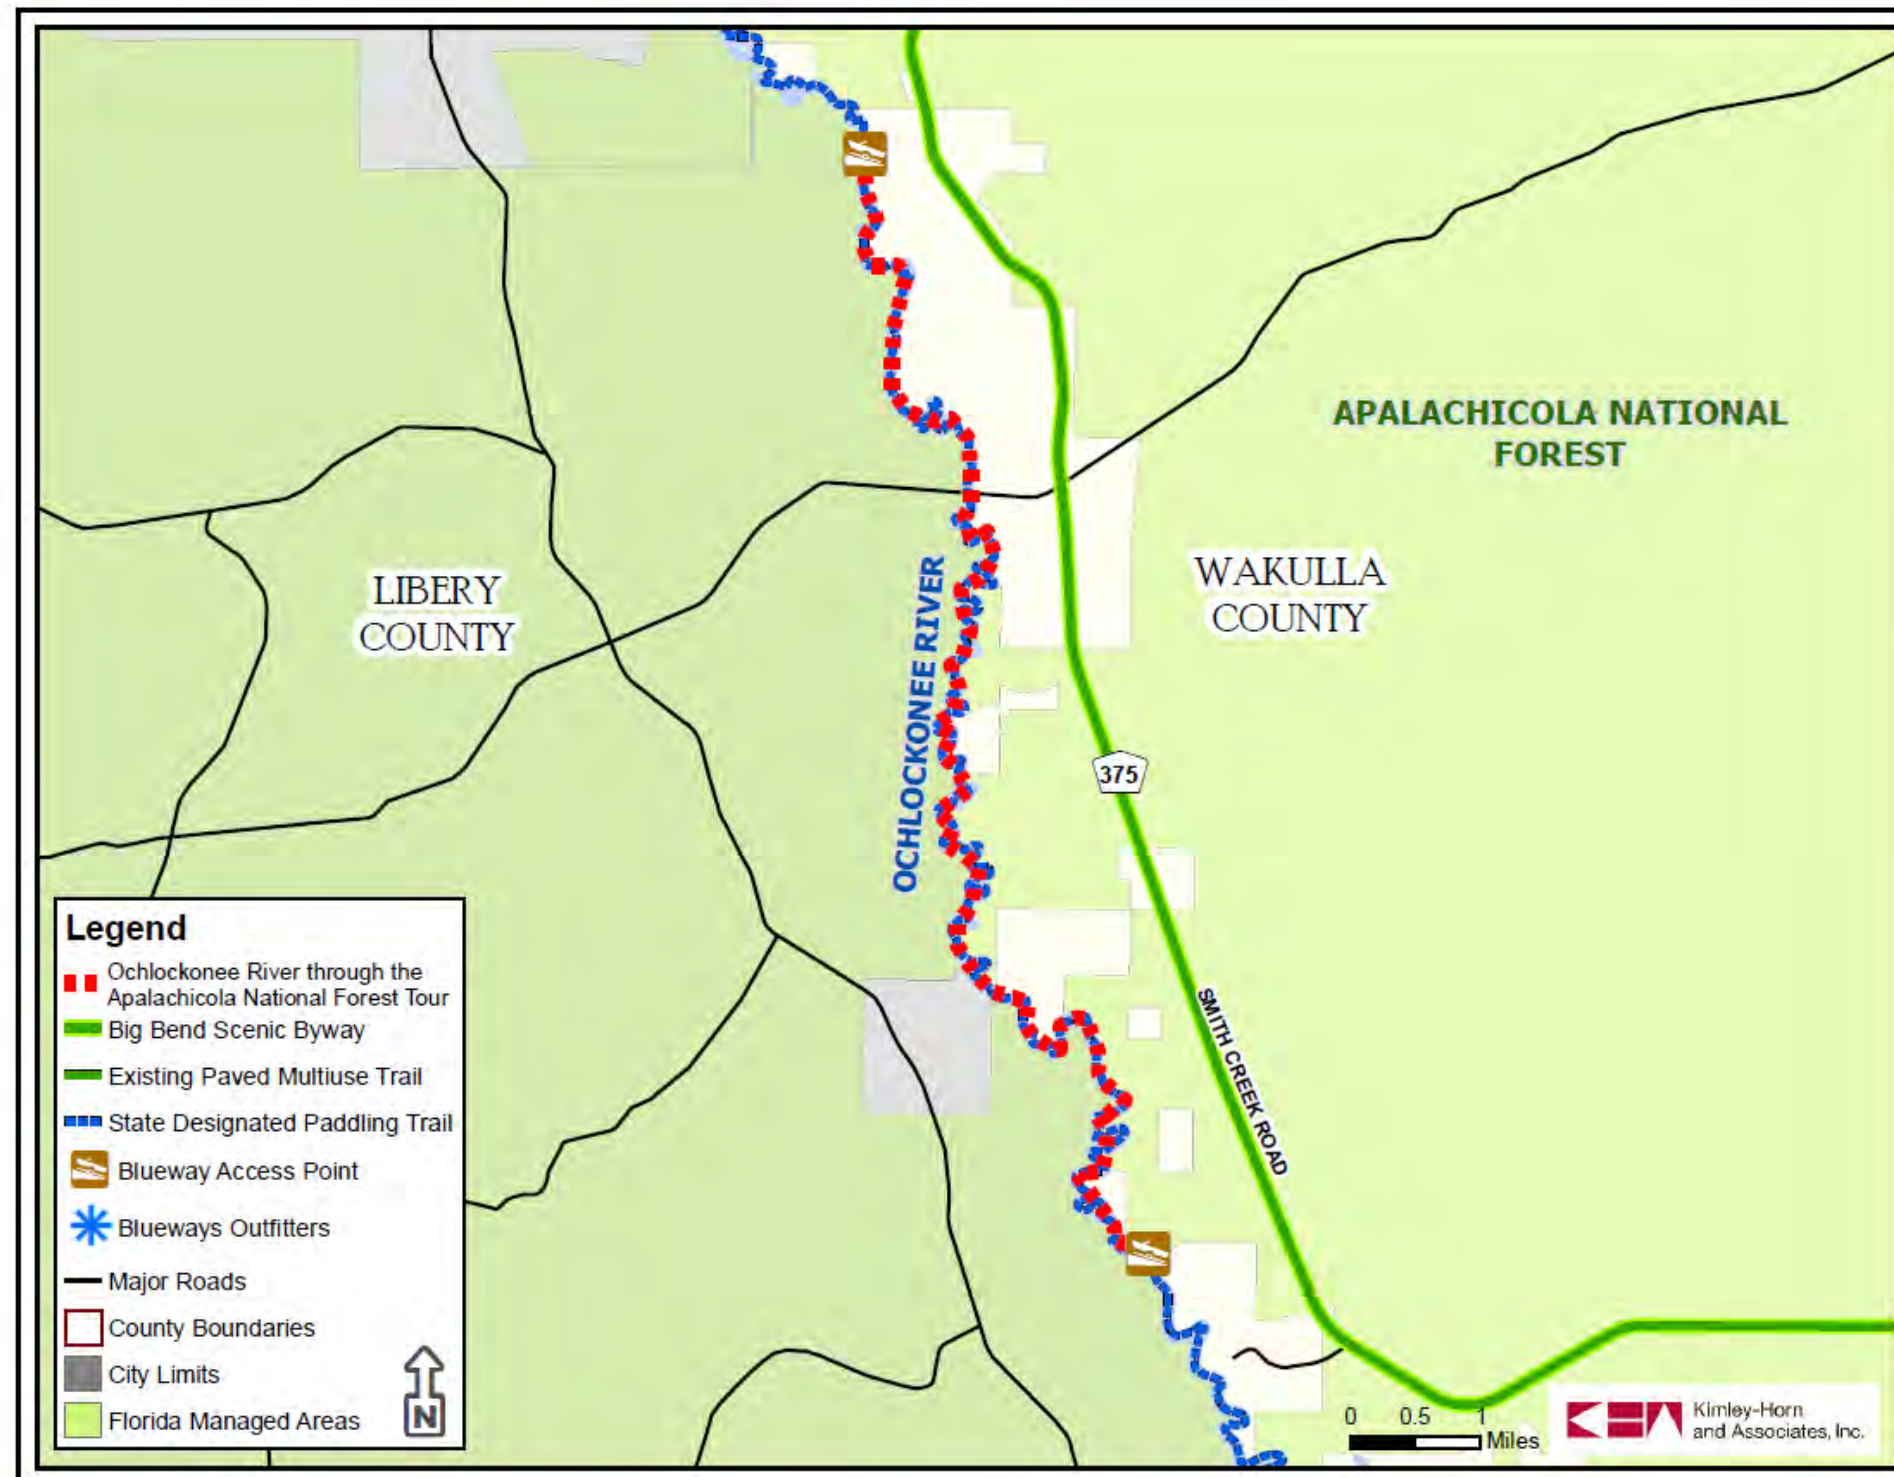 APALACHICOLA NATIONAL
FOREST
LIBERY
COUNTY
WAKULLA
COUNTY
OCHLOCKONEE RIVER
375
SMITH CREEK ROAD
Legend
Ochlockonee River through the
Apalachicola National Forest Tour
Big Bend Scenic Byway
Existing Paved Multiuse Trail
State Designated Paddling Trail
Blueway Access Point
Blueways Outfitters
Major Roads
County Boundaries
City Limits
Florida Managed Areas
N
0 0.5 1
Miles
Kimley-Horn
and Associates, Inc.